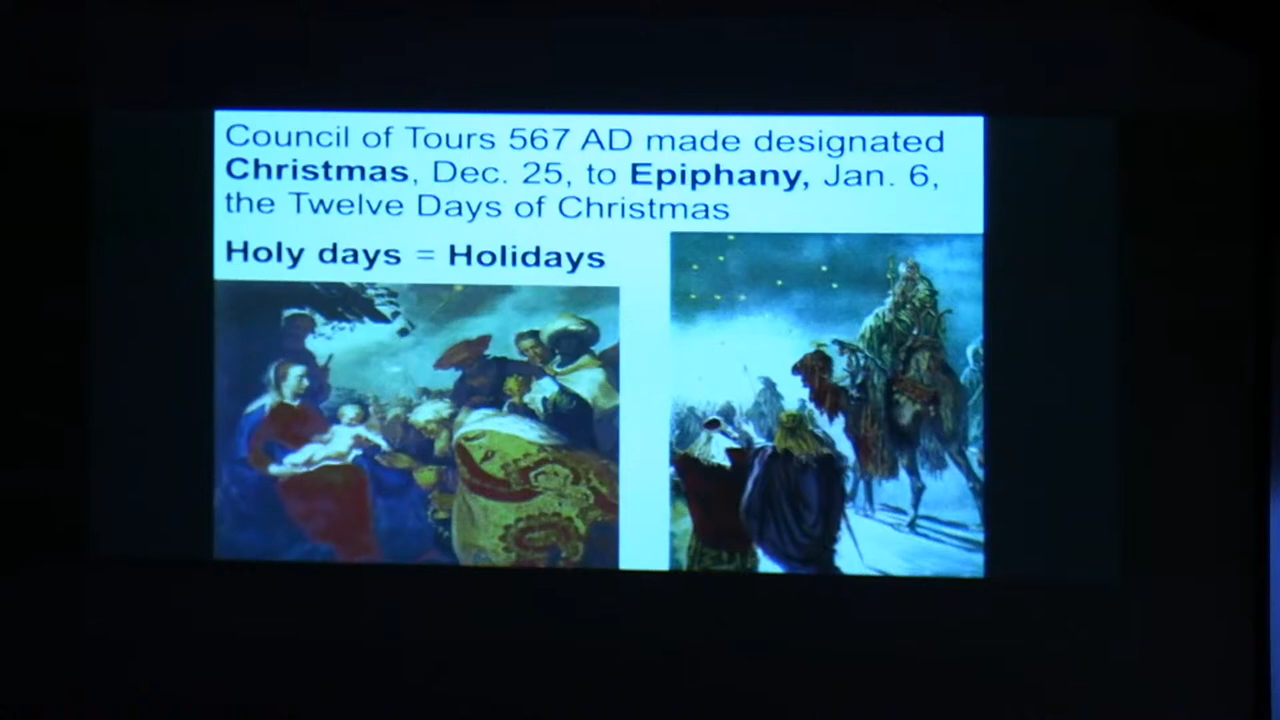 Council of Tours 567 AD made designated
Christmas, Dec. 25, to Epiphany, Jan. 6,
the Twelve Days of Christmas
Holy days = Holidays